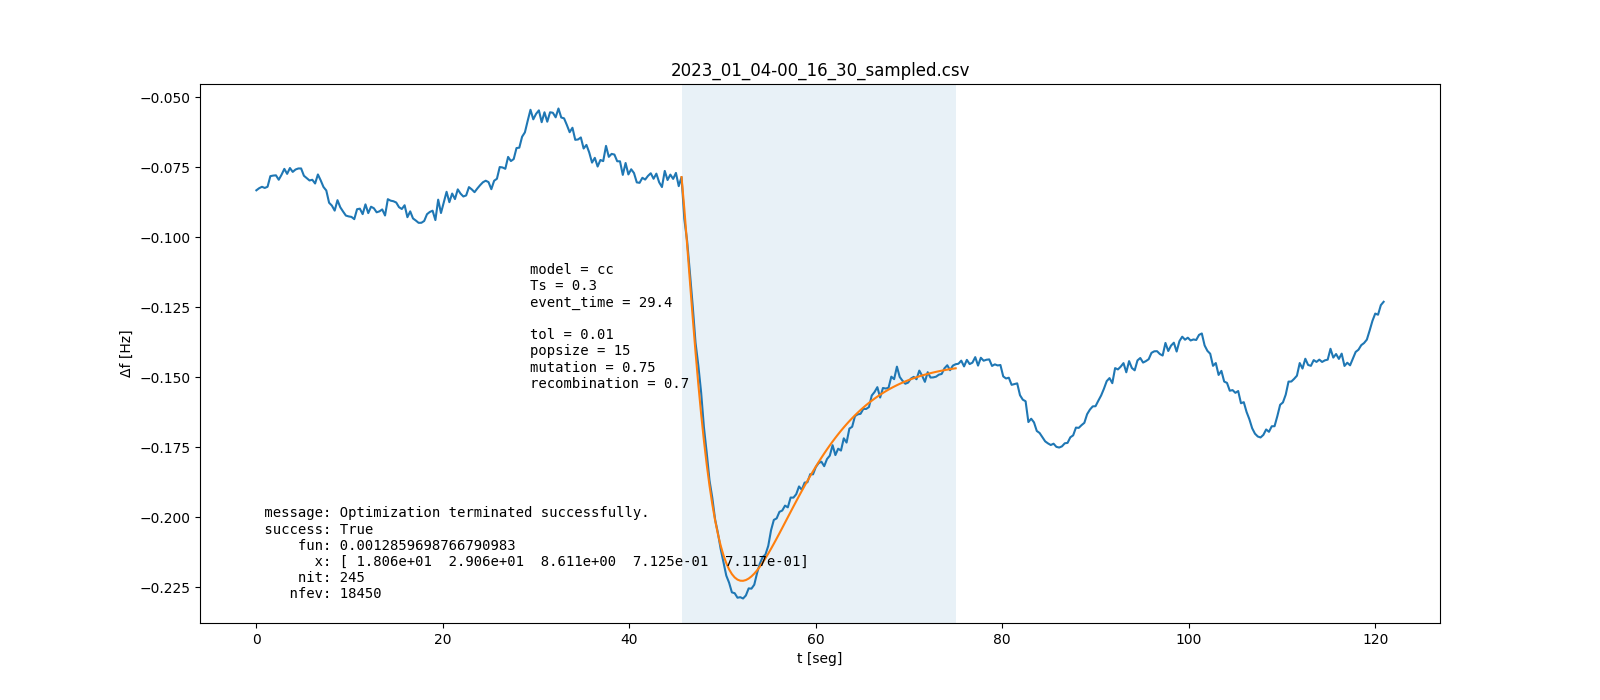 2023_01_04-00_16_30_sampled.csv
Δf [Hz]
−0.050
−0.075
−0.100
−0.125
−0.150
−0.175
−0.200
−0.225
model = cc
Ts = 0.3
event_time = 29.4
tol = 0.01
popsize = 15
mutation = 0.75
recombination = 0.7
message: Optimization terminated successfully.
success: True
fun: 0.0012859698766790983
x: [ 1.806e+01  2.906e+01  8.611e+00  7.125e-01  7.117e-01]
nit: 245
nfev: 18450
0 20 40 60 80 100 120
t [seg]